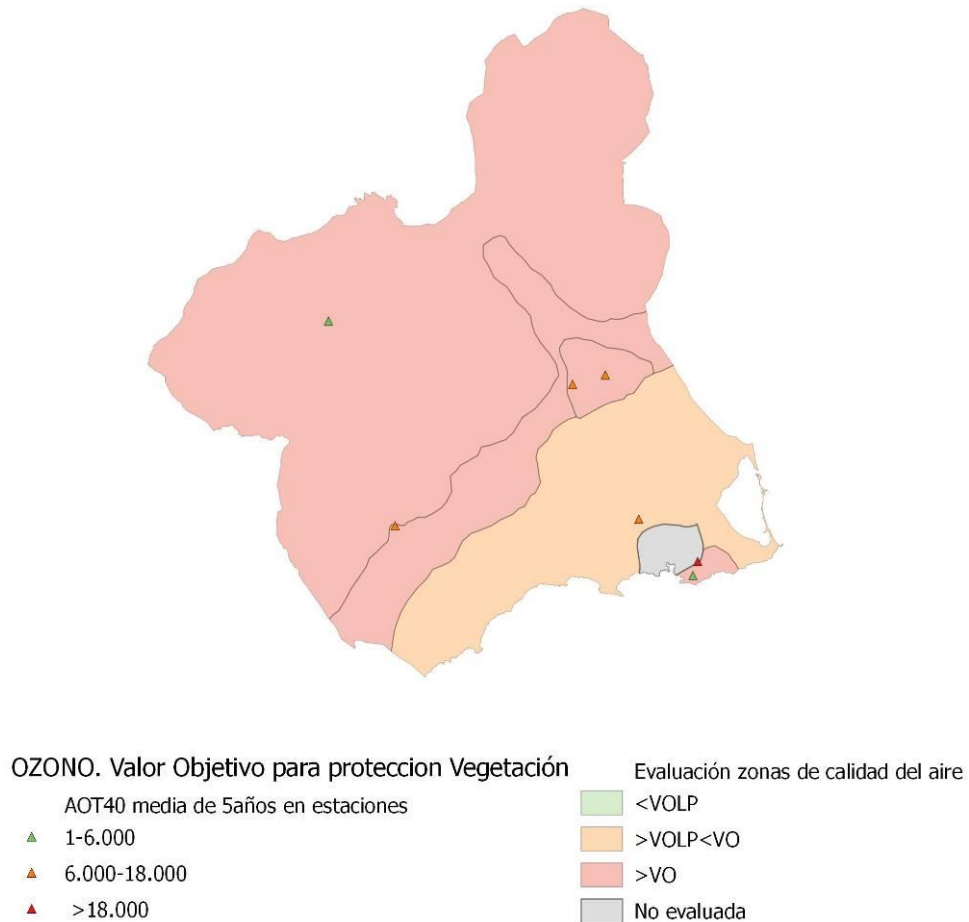 OZONO. Valor Objetivo para proteccion Vegetación
AOT40 media de 5años en estaciones
1-6.000
6.000-18.000
>18.000
Evaluación zonas de calidad del aire
<VOLP
>VOLP<VO
>VO
No evaluada